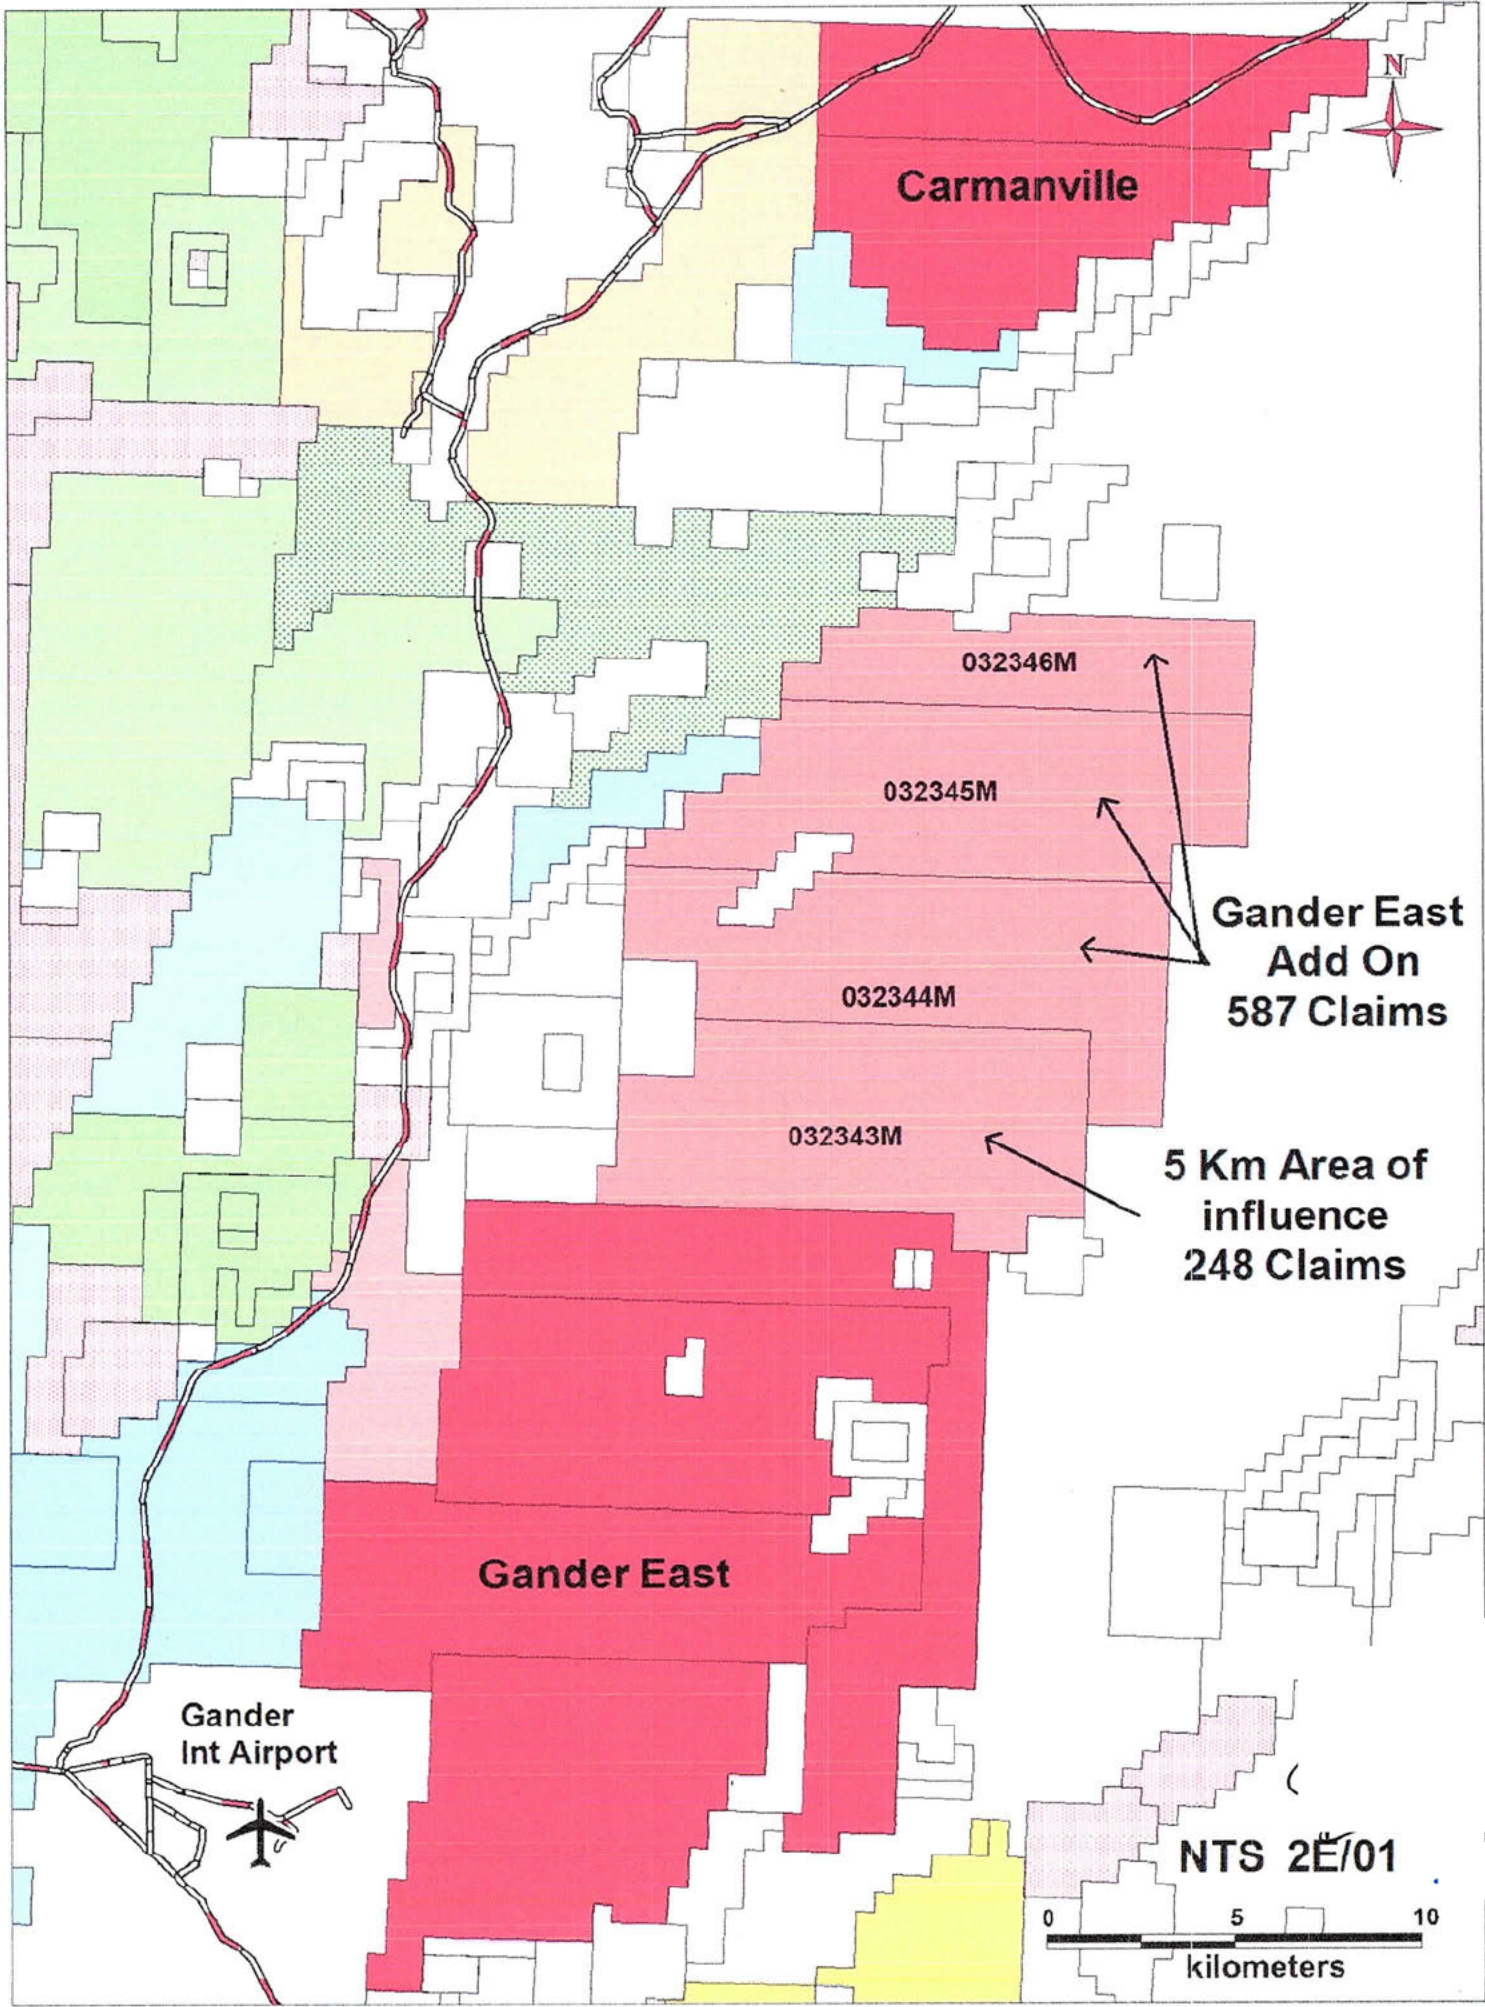 N
Carmanville
032346M
032345M
Gander East
Add On
587 Claims
032344M
032343M
5 Km Area of
influence
248 Claims
Gander East
Gander
Int Airport
NTS 2E/01
0 5 10
kilometers